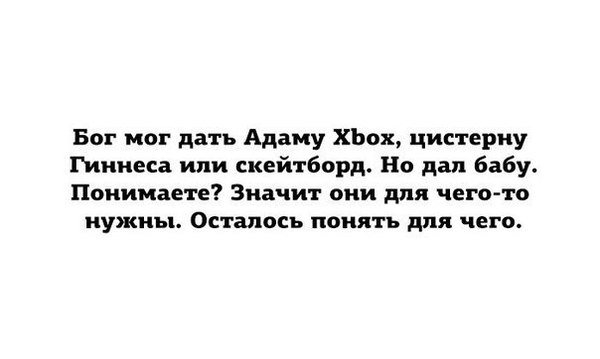 Бог мог дать Адаму Xbox, цистерну
Гиннеса или скейтборд. Но дал бабу.
Понимаете? Значит они для чего-то
нужны. Осталось понять для чего.